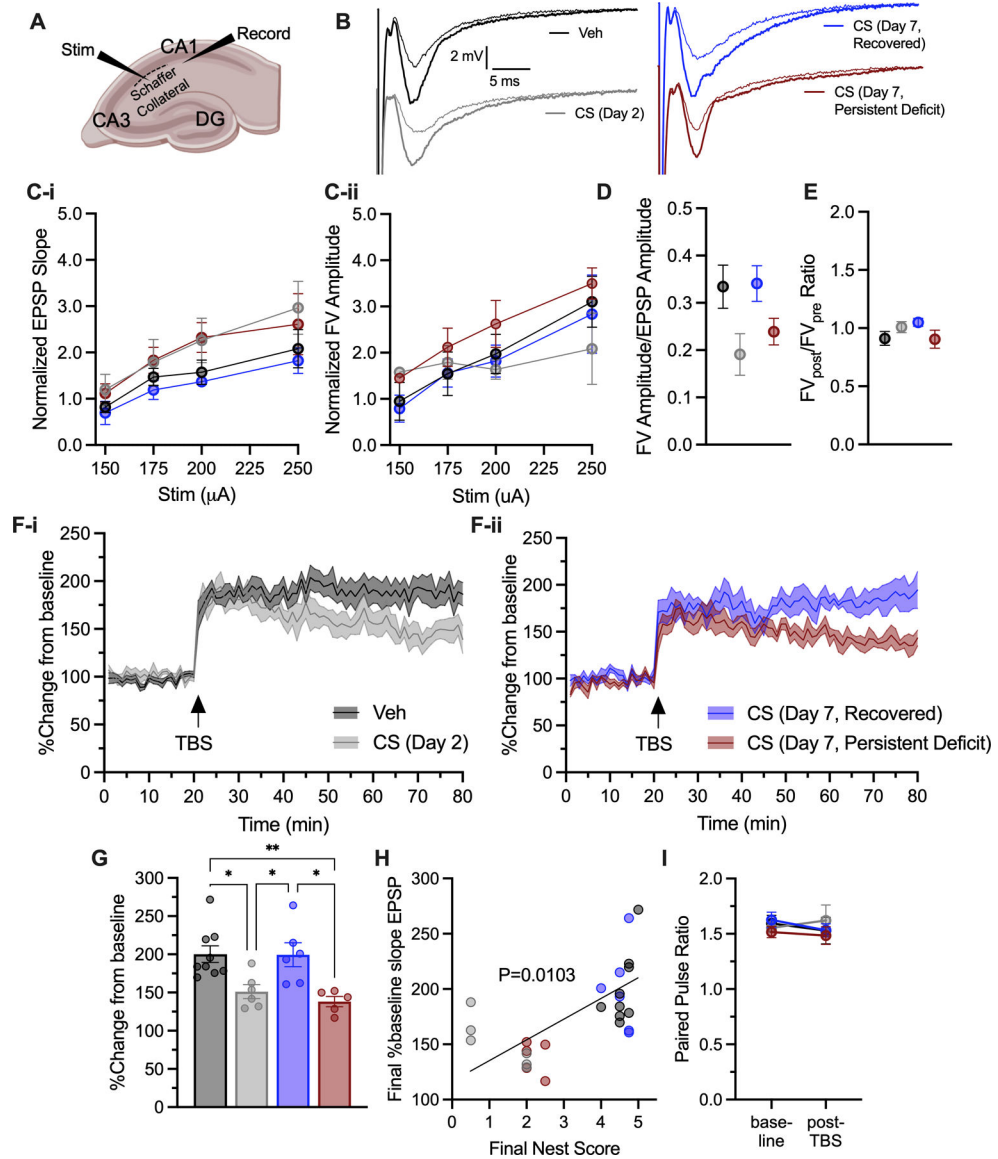 A
Stim
Record
CA1
Schaffer
Collateral
CA3
DG
B
Veh
2 mV
5 ms
CS (Day 2)
CS (Day 7,
Recovered)
CS (Day 7,
Persistent Deficit)
C-i
Normalized EPSP Slope
5.0
4.0
3.0
2.0
1.0
0.0
150
175
200
225
250
Stim (μA)
C-ii
Normalized FV Amplitude
5.0
4.0
3.0
2.0
1.0
0.0
150
175
200
225
250
Stim (uA)
D
FV Amplitude/EPSP Amplitude
0.5
0.4
0.3
0.2
0.1
0.0
E
FVpost/FVpre Ratio
2.0
1.5
1.0
0.5
0.0
F-i
%Change from baseline
250
200
150
100
50
0
TBS
Veh
CS (Day 2)
0 10 20 30 40 50 60 70 80
Time (min)
F-ii
%Change from baseline
250
200
150
100
50
0
TBS
CS (Day 7, Recovered)
CS (Day 7, Persistent Deficit)
0 10 20 30 40 50 60 70 80
Time (min)
G
%Change from baseline
300
250
200
150
100
50
0
**
* * *
H
Final %baseline slope EPSP
300
250
200
150
100
P=0.0103
0 1 2 3 4 5
Final Nest Score
I
Paired Pulse Ratio
2.0
1.5
1.0
0.5
0.0
base-
line
post-
TBS